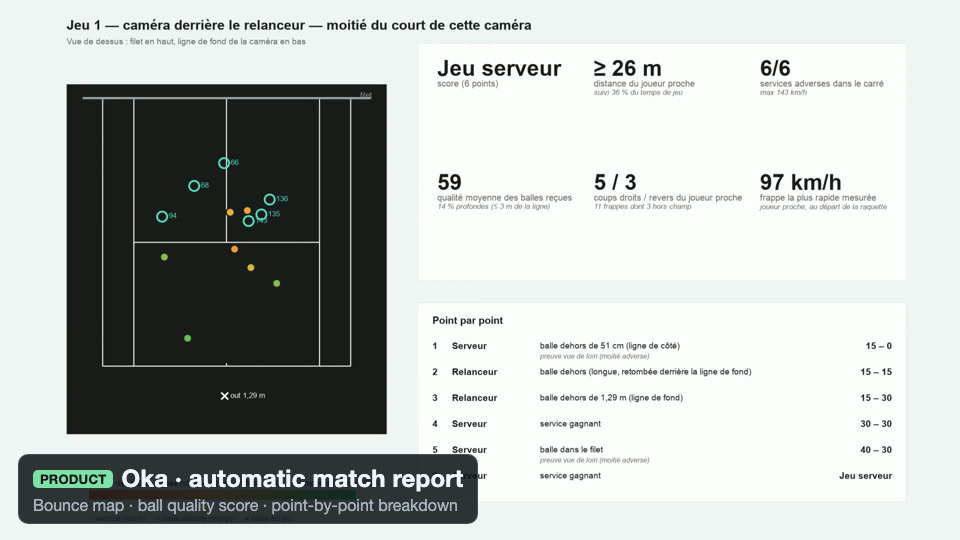 Jeu 1 — caméra derrière le relanceur — moitié du court de cette caméra
Vue de dessus : filet en haut, ligne de fond de la caméra en bas
filet
66
68
136
94
135
143
out 1,29 m
Jeu serveur
score (6 points)
≥ 26 m
distance du joueur proche
suivi 36 % du temps de jeu
6/6
services adverses dans le carré
max 143 km/h
59
qualité moyenne des balles reçues
14 % profondes (≤ 3 m de la ligne)
5 / 3
coups droits / revers du joueur proche
11 frappes dont 3 hors champ
97 km/h
frappe la plus rapide mesurée
joueur proche, au départ de la raquette
Point par point
1 Serveur balle dehors de 51 cm (ligne de côté) 15 – 0
preuve vue de loin (moitié adverse)
2 Relanceur balle dehors (longue, retombée derrière la ligne de fond) 15 – 15
3 Relanceur balle dehors de 1,29 m (ligne de fond) 15 – 30
4 Serveur service gagnant 30 – 30
5 Serveur balle dans le filet 40 – 30
preuve vue de loin (moitié adverse)
service gagnant Jeu serveur
PRODUCT Oka · automatic match report
Bounce map · ball quality score · point-by-point breakdown